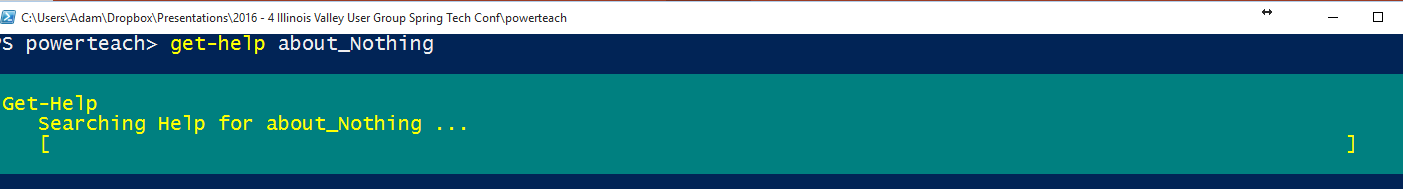 C:\Users\Adam\Dropbox\Presentations\2016 - 4 Illinois Valley User Group Spring Tech Conf\powerteach
PS powerteach> get-help about_Nothing
Get-Help
Searching Help for about_Nothing ...
[ ]